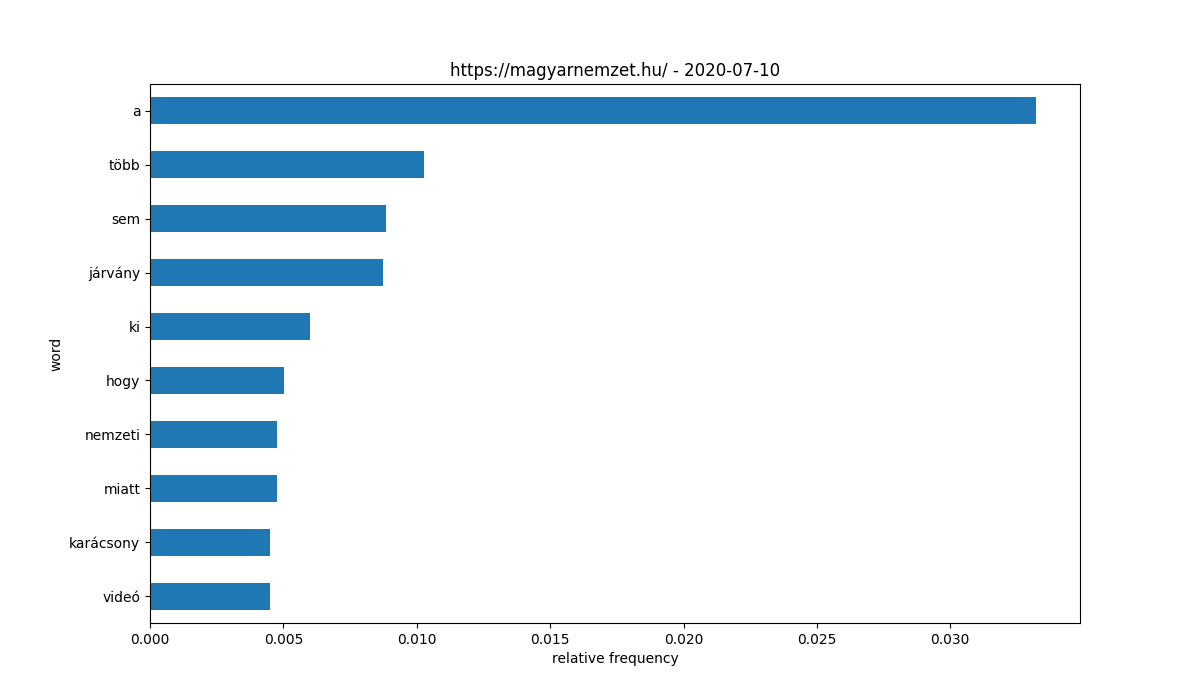 https://magyarnemzet.hu/ - 2020-07-10
a
több
sem
járvány
ki
hogy
nemzeti
miatt
karácsony
videó
word
0.000 0.005 0.010 0.015 0.020 0.025 0.030
relative frequency